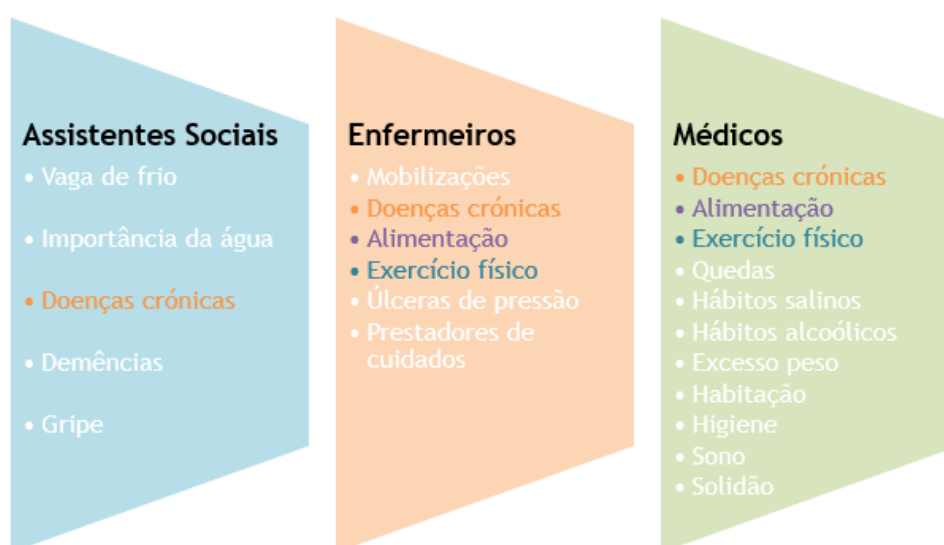 Assistentes Sociais
• Vaga de frio
• Importância da água
• Doenças crónicas
• Demências
• Gripe
Enfermeiros
• Mobilizações
• Doenças crónicas
• Alimentação
• Exercício físico
• Úlceras de pressão
• Prestadores de
cuidados
Médicos
• Doenças crónicas
• Alimentação
• Exercício físico
• Quedas
• Hábitos salinos
• Hábitos alcoólicos
• Excesso peso
• Habitação
• Higiene
• Sono
• Solidão